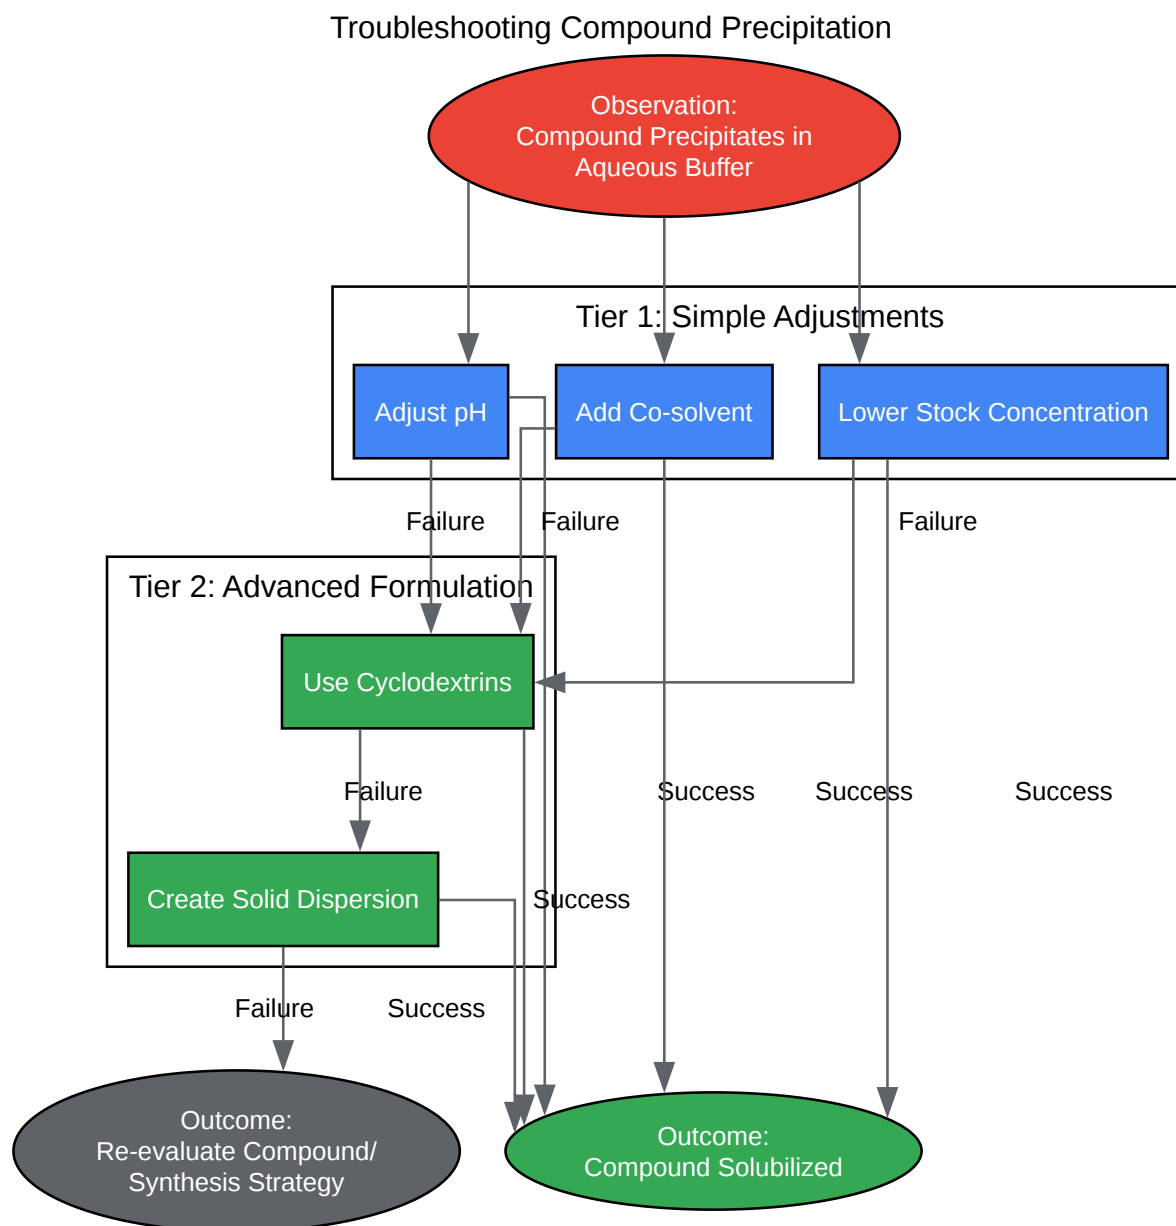 Troubleshooting Compound Precipitation
Observation:
Compound Precipitates in
Aqueous Buffer
Tier 1: Simple Adjustments
Adjust pH
Add Co-solvent
Lower Stock Concentration
Failure
Failure
Failure
Tier 2: Advanced Formulation
Use Cyclodextrins
Failure
Success
Success
Success
Create Solid Dispersion
Success
Failure
Success
Outcome:
Re-evaluate Compound/
Synthesis Strategy
Outcome:
Compound Solubilized